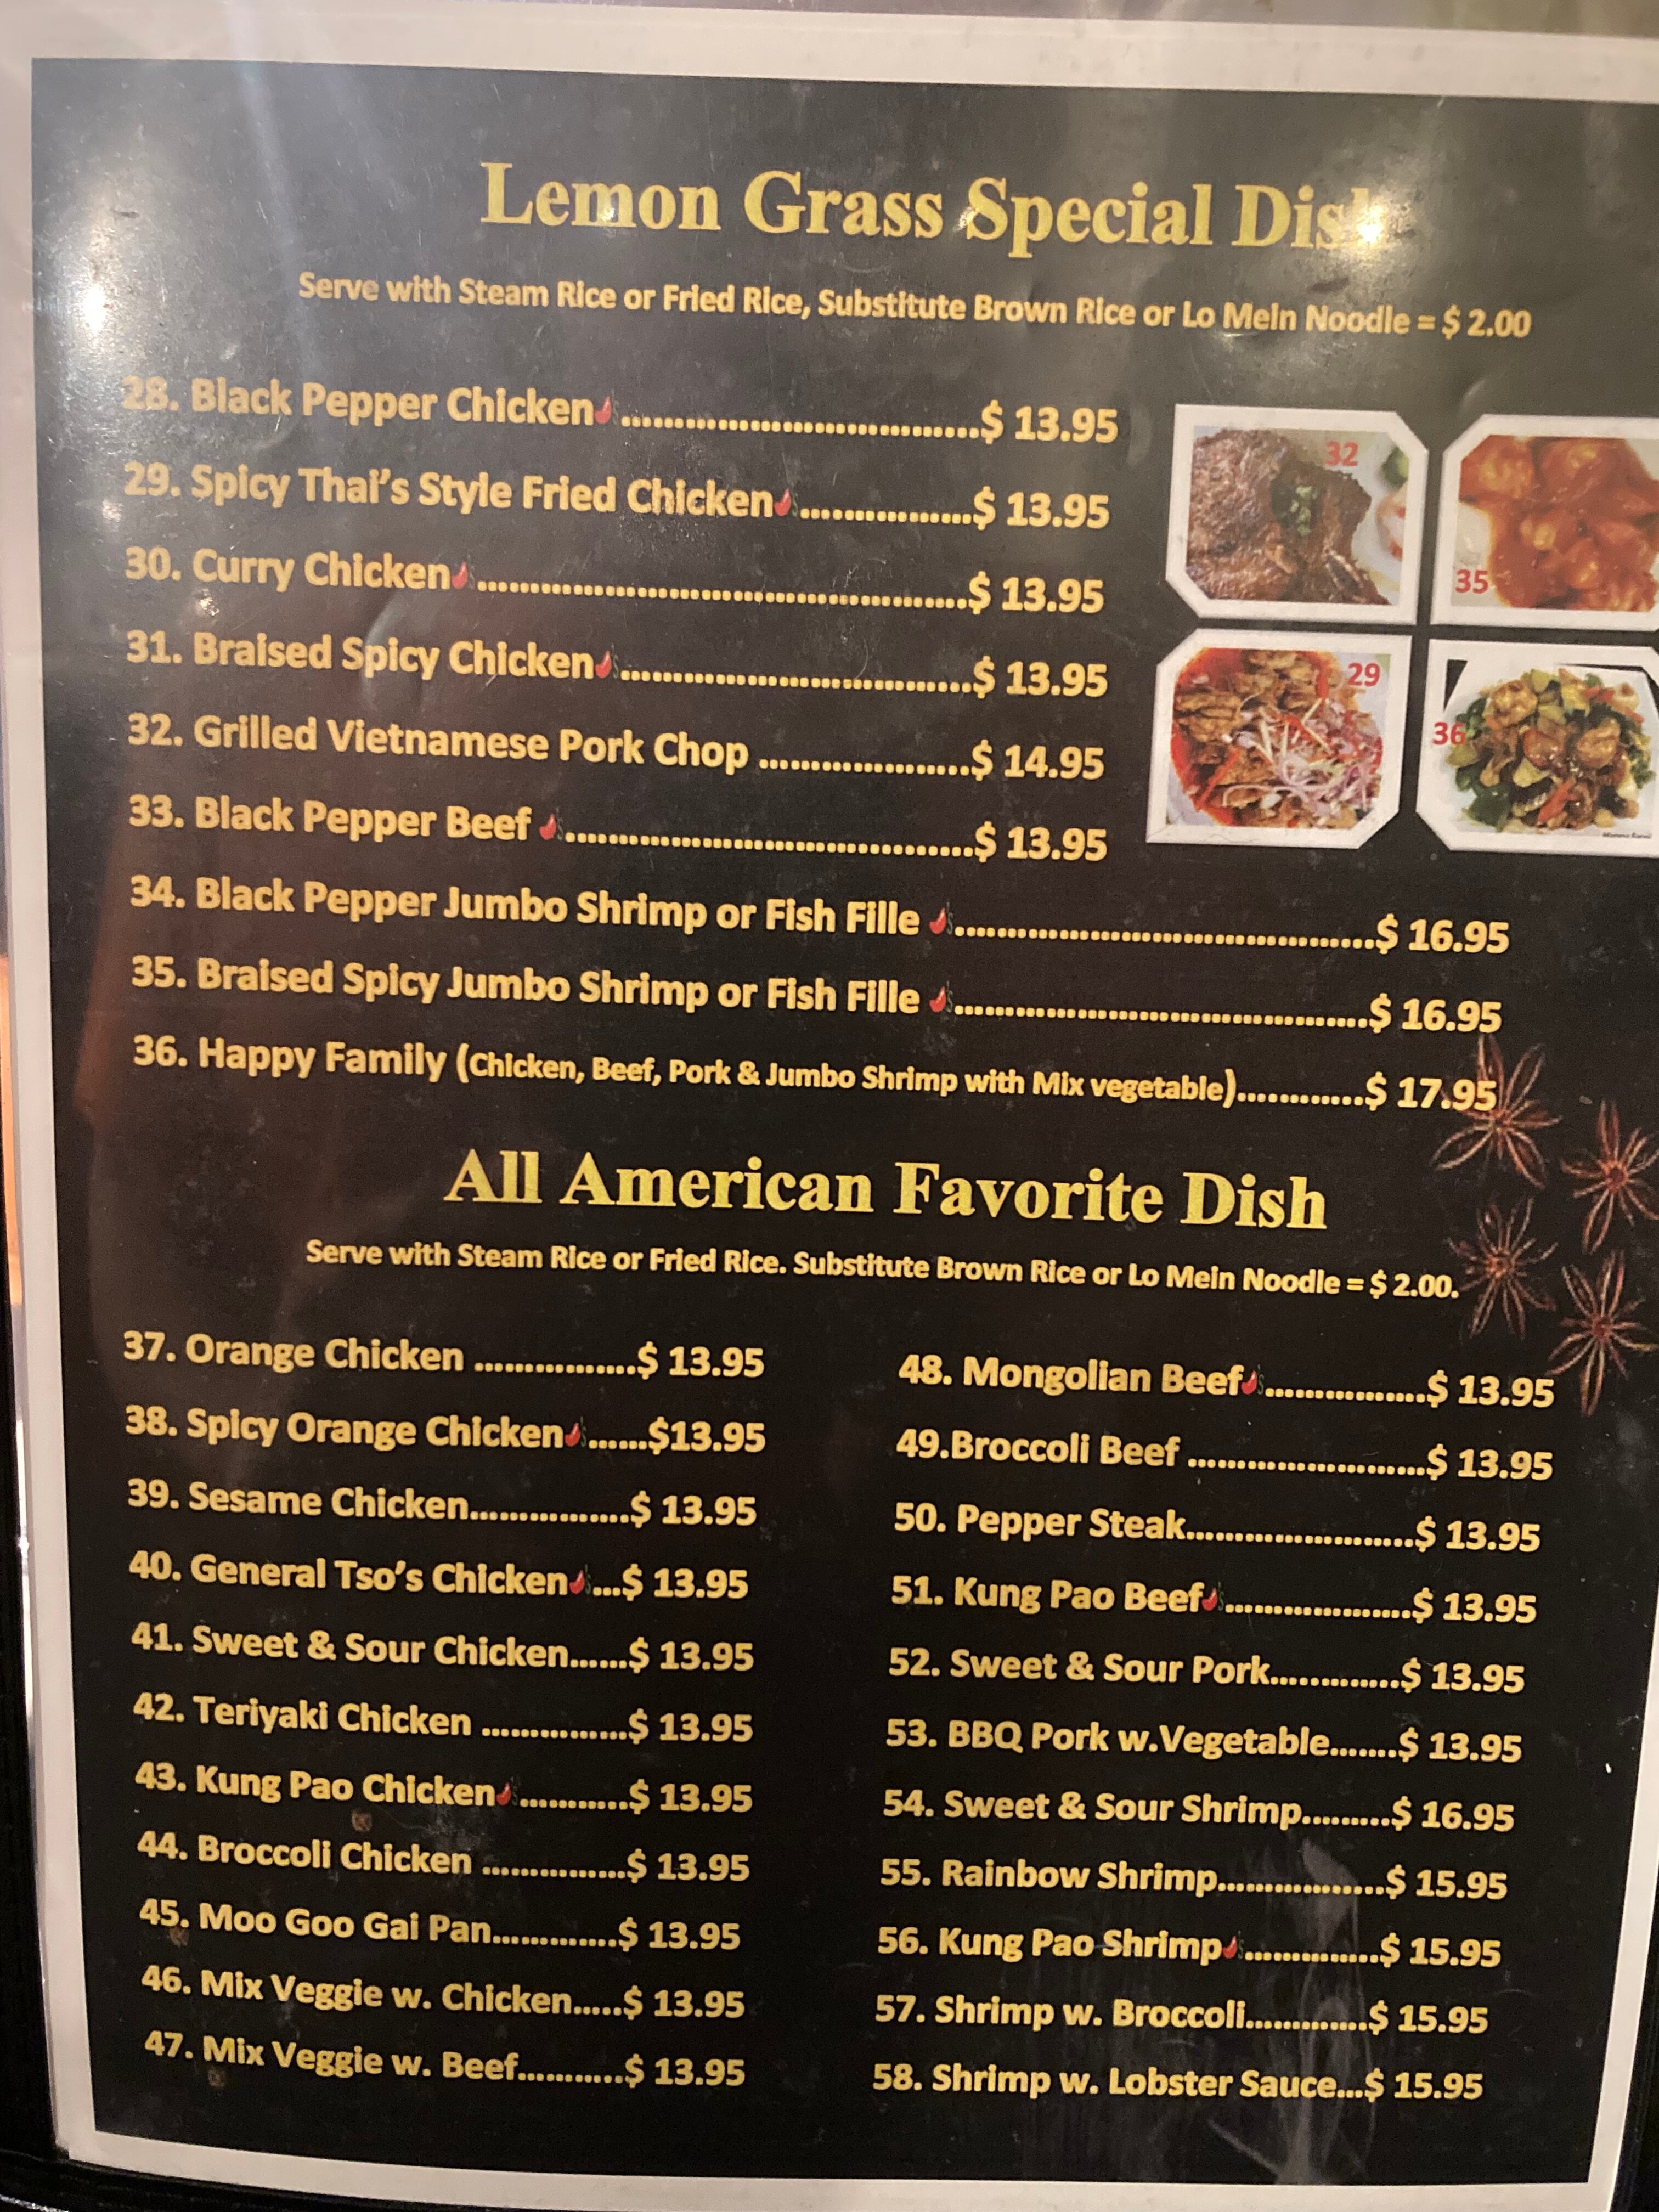 Lemon Grass Special Dish
Serve with Steam Rice or Fried Rice, Substitute Brown Rice or Lo Mein Noodle = $ 2.00
28. Black Pepper Chicken..................................$ 13.95
29. Spicy Thai's Style Fried Chicken................$ 13.95
30. Curry Chicken..............................................$ 13.95
31. Braised Spicy Chicken.................................$ 13.95
32. Grilled Vietnamese Pork Chop ....................$ 14.95
33. Black Pepper Beef ......................................$ 13.95
34. Black Pepper Jumbo Shrimp or Fish Fille ........................................$ 16.95
35. Braised Spicy Jumbo Shrimp or Fish Fille .......................................$ 16.95
36. Happy Family (Chicken, Beef, Pork & Jumbo Shrimp with Mix vegetable)............$ 17.95
32
35
29
36
All American Favorite Dish
Serve with Steam Rice or Fried Rice. Substitute Brown Rice or Lo Mein Noodle = $ 2.00.
37. Orange Chicken ................$ 13.95
38. Spicy Orange Chicken......$13.95
39. Sesame Chicken................$ 13.95
40. General Tso's Chicken...$ 13.95
41. Sweet & Sour Chicken......$ 13.95
42. Teriyaki Chicken ...............$ 13.95
43. Kung Pao Chicken...........$ 13.95
44. Broccoli Chicken ...............$ 13.95
45. Moo Goo Gai Pan.............$ 13.95
46. Mix Veggie w. Chicken.....$ 13.95
47. Mix Veggie w. Beef...........$ 13.95
48. Mongolian Beef.................$ 13.95
49.Broccoli Beef .........................$ 13.95
50. Pepper Steak........................$ 13.95
51. Kung Pao Beef...................$ 13.95
52. Sweet & Sour Pork.............$ 13.95
53. BBQ Pork w.Vegetable.......$ 13.95
54. Sweet & Sour Shrimp.........$ 16.95
55. Rainbow Shrimp.................$ 15.95
56. Kung Pao Shrimp..............$ 15.95
57. Shrimp w. Broccoli.............$ 15.95
58. Shrimp w. Lobster Sauce...$ 15.95